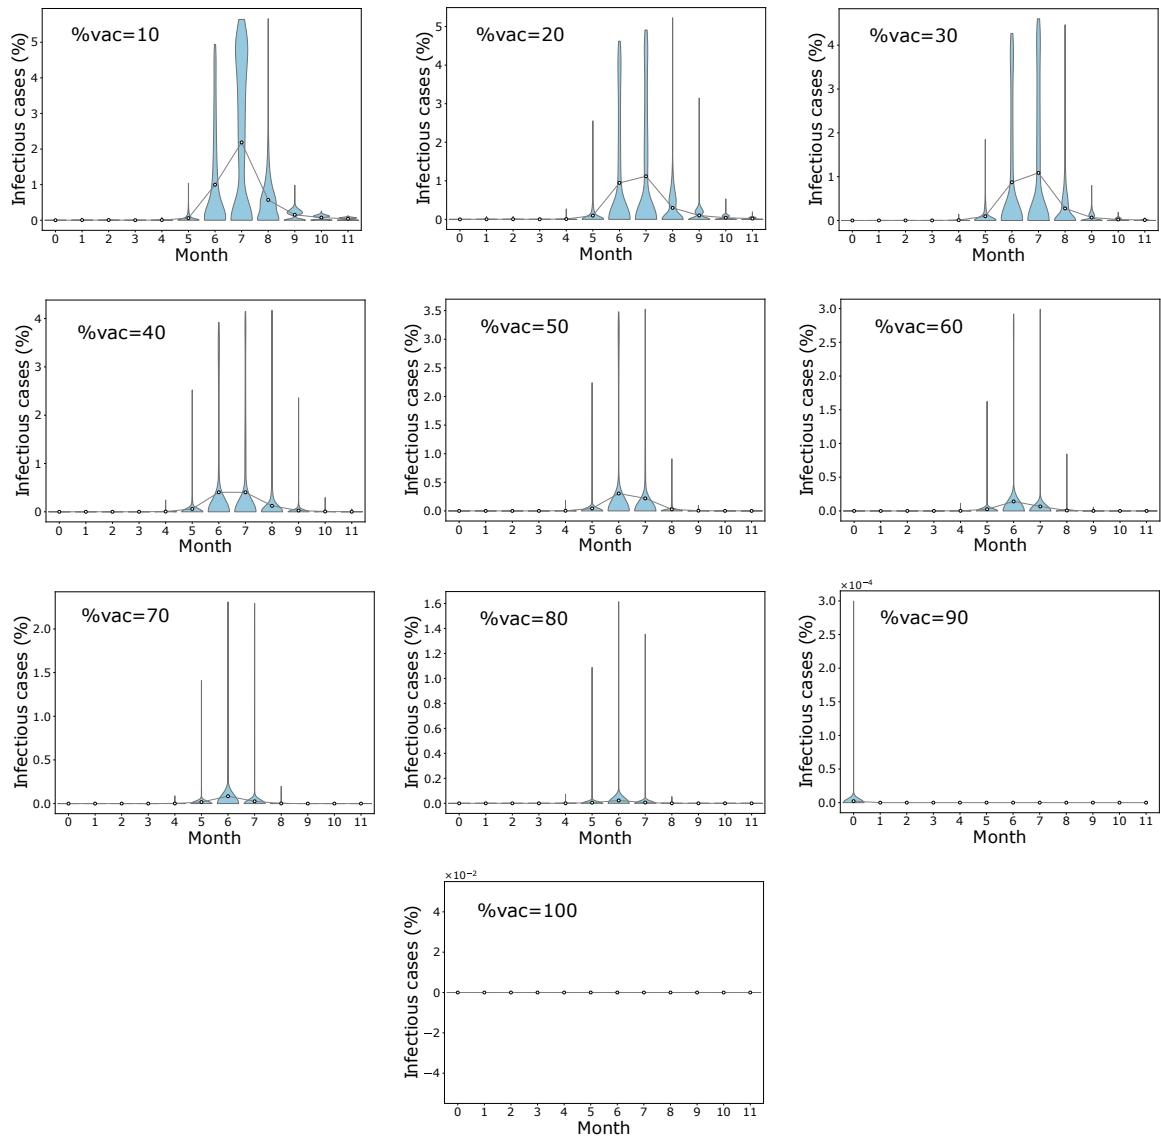 %vac=10
Infectious cases (%)
5
4
3
2
1
0
0 1 2 3 4 5 6 7 8 9 10 11
Month
%vac=20
Infectious cases (%)
5
4
3
2
1
0
0 1 2 3 4 5 6 7 8 9 10 11
Month
%vac=30
Infectious cases (%)
4
3
2
1
0
0 1 2 3 4 5 6 7 8 9 10 11
Month
%vac=40
Infectious cases (%)
4
3
2
1
0
0 1 2 3 4 5 6 7 8 9 10 11
Month
%vac=50
Infectious cases (%)
3.5
3.0
2.5
2.0
1.5
1.0
0.5
0.0
0 1 2 3 4 5 6 7 8 9 10 11
Month
%vac=60
Infectious cases (%)
3.0
2.5
2.0
1.5
1.0
0.5
0.0
0 1 2 3 4 5 6 7 8 9 10 11
Month
%vac=70
Infectious cases (%)
2.0
1.5
1.0
0.5
0.0
0 1 2 3 4 5 6 7 8 9 10 11
Month
%vac=80
Infectious cases (%)
1.6
1.4
1.2
1.0
0.8
0.6
0.4
0.2
0.0
0 1 2 3 4 5 6 7 8 9 10 11
Month
×10⁻⁴
%vac=90
Infectious cases (%)
3.0
2.5
2.0
1.5
1.0
0.5
0.0
0 1 2 3 4 5 6 7 8 9 10 11
Month
×10⁻²
%vac=100
Infectious cases (%)
4
2
0
−2
−4
0 1 2 3 4 5 6 7 8 9 10 11
Month